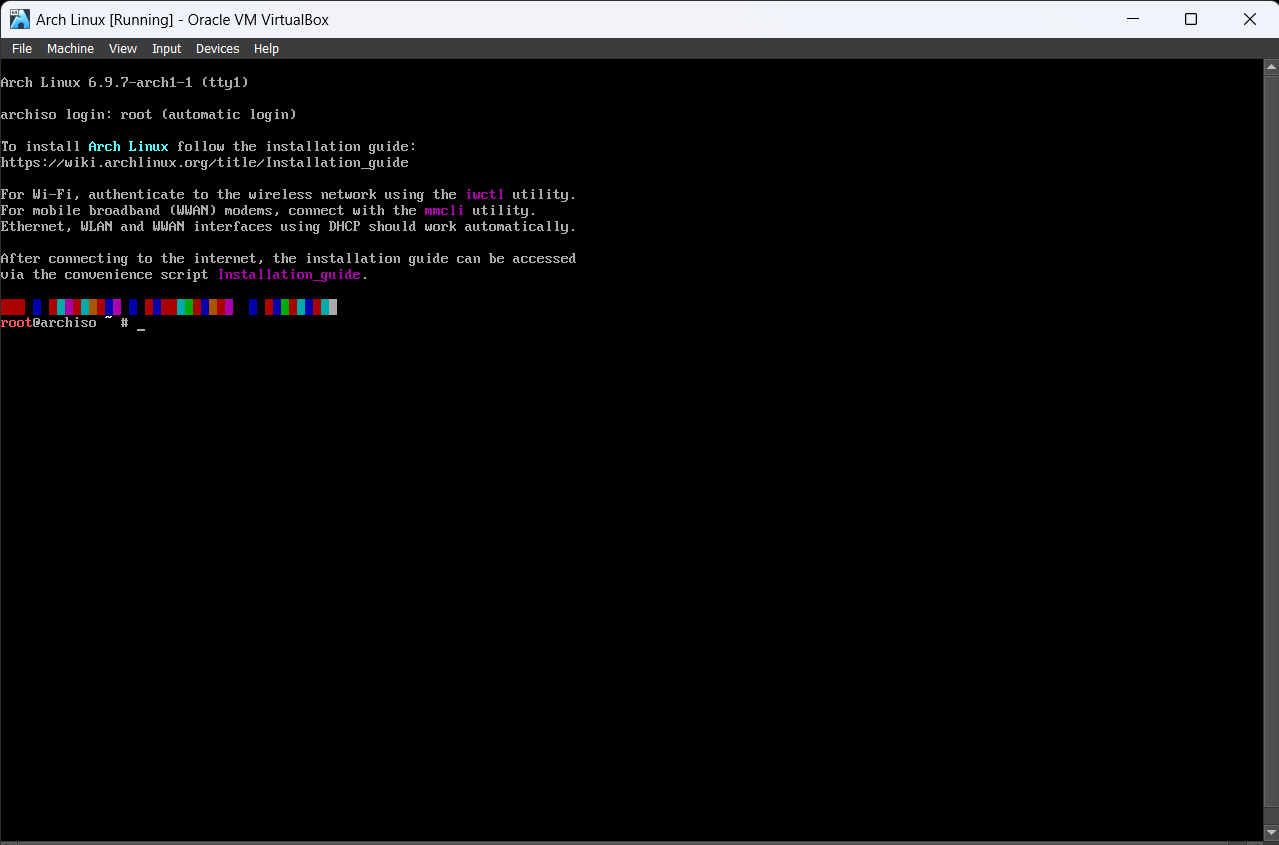 Arch Linux [Running] - Oracle VM VirtualBox
File Machine View Input Devices Help
Arch Linux 6.9.7-arch1-1 (tty1)
archiso login: root (automatic login)
To install Arch Linux follow the installation guide:
https://wiki.archlinux.org/title/Installation_guide
For Wi-Fi, authenticate to the wireless network using the iwctl utility.
For mobile broadband (WWAN) modems, connect with the mmcli utility.
Ethernet, WLAN and WWAN interfaces using DHCP should work automatically.
After connecting to the internet, the installation guide can be accessed
via the convenience script Installation_guide.
root@archiso ~ # _